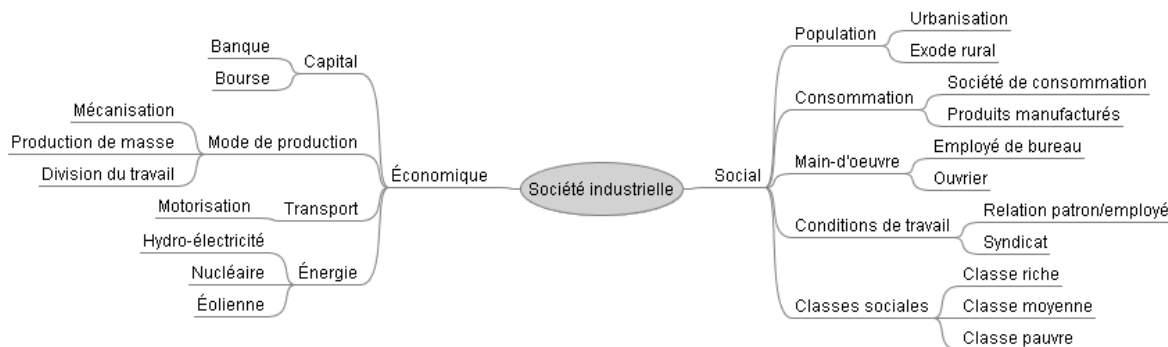 Société industrielle
Économique
Capital
Banque
Bourse
Mode de production
Mécanisation
Production de masse
Division du travail
Transport
Motorisation
Énergie
Hydro-électricité
Nucléaire
Éolienne
Social
Population
Urbanisation
Exode rural
Consommation
Société de consommation
Produits manufacturés
Main-d'oeuvre
Employé de bureau
Ouvrier
Conditions de travail
Relation patron/employé
Syndicat
Classes sociales
Classe riche
Classe moyenne
Classe pauvre